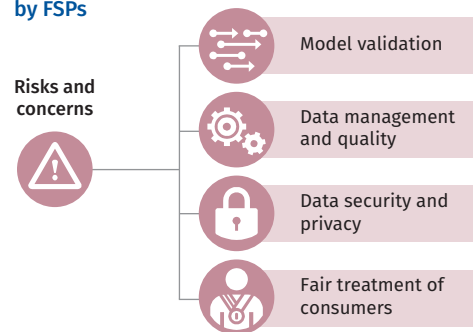 by FSPs
Risks and
concerns
Model validation
Data management
and quality
Data security and
privacy
Fair treatment of
consumers